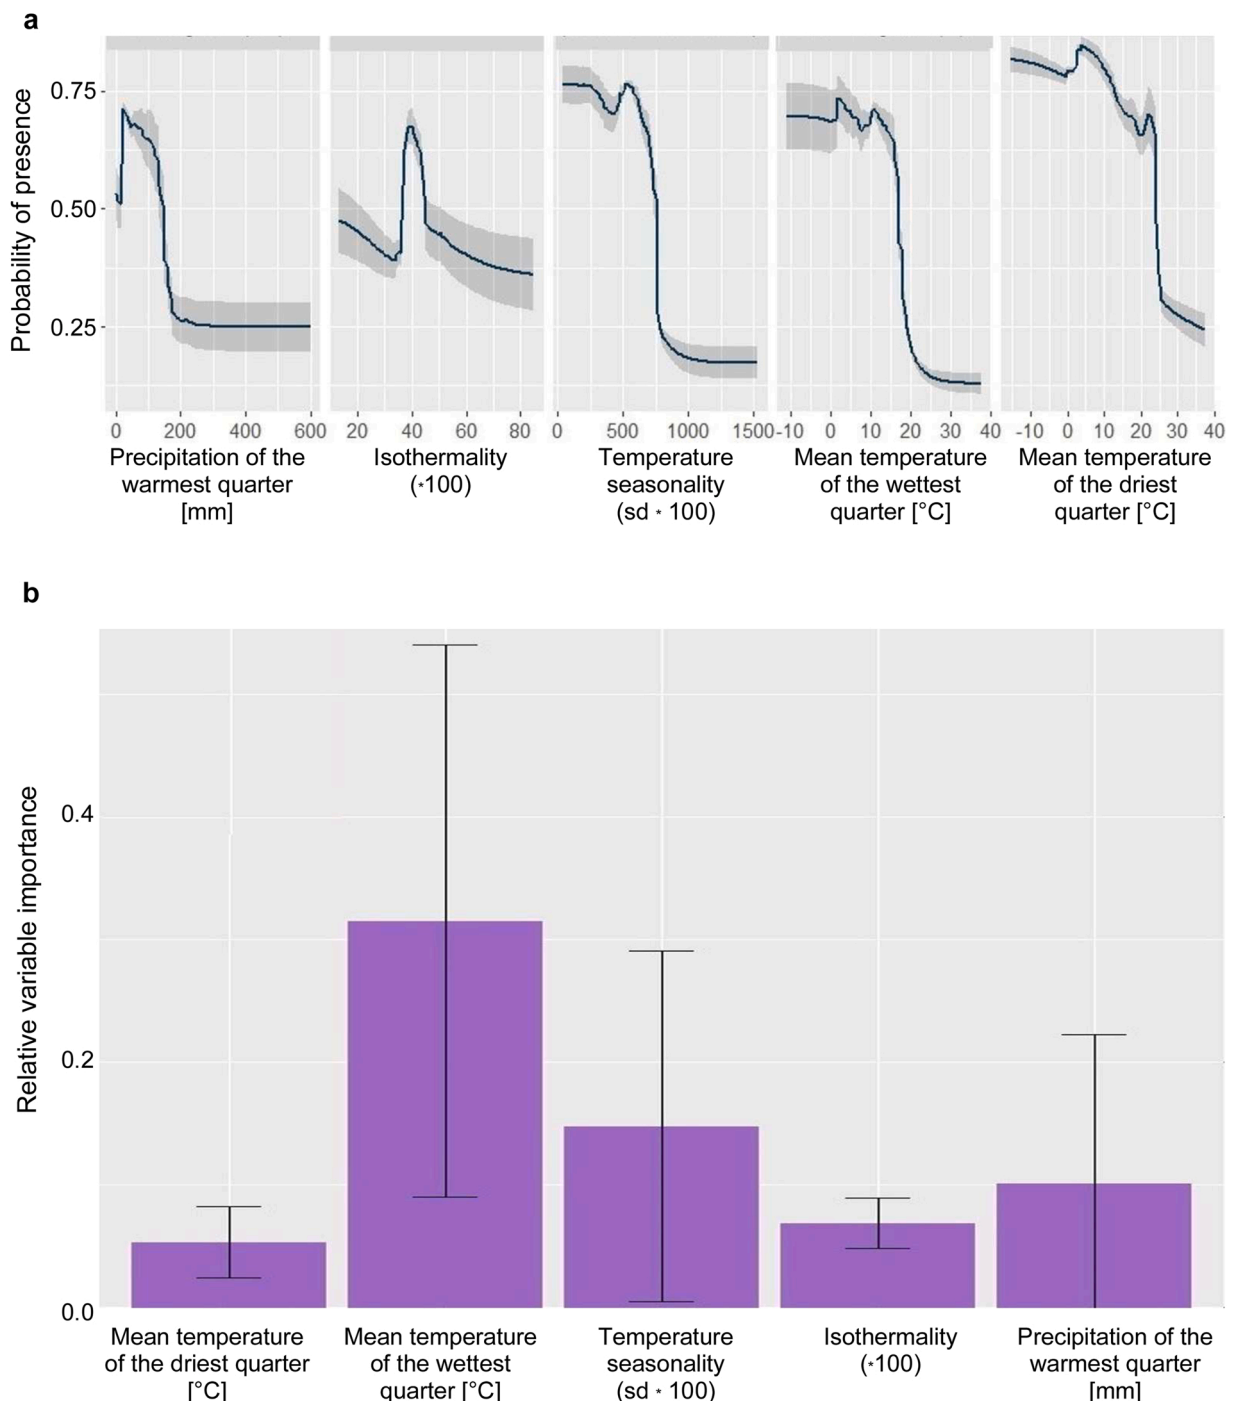 a
Probability of presence
0.75
0.50
0.25
0 200 400 600
20 40 60 80
0 500 1000 1500
-10 0 10 20 30 40
-10 0 10 20 30 40
Precipitation of the
warmest quarter
[mm]
Isothermality
(*100)
Temperature
seasonality
(sd * 100)
Mean temperature
of the wettest
quarter [°C]
Mean temperature
of the driest
quarter [°C]
b
Relative variable importance
0.4
0.2
0.0
Mean temperature
of the driest quarter
[°C]
Mean temperature
of the wettest
quarter [°C]
Temperature
seasonality
(sd * 100)
Isothermality
(*100)
Precipitation of the
warmest quarter
[mm]